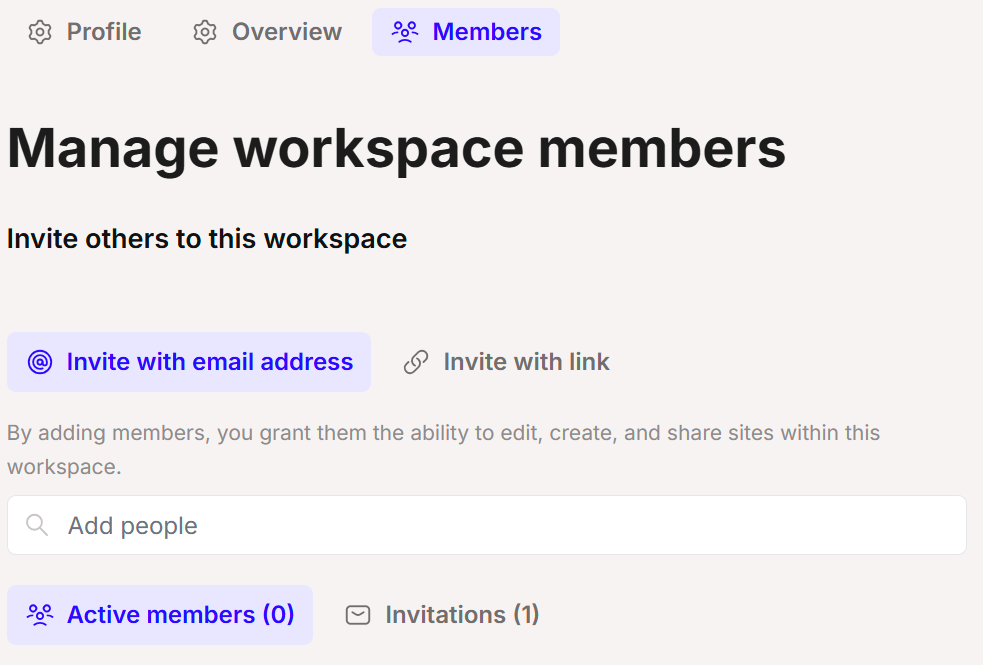 Profile Overview Members
Manage workspace members
Invite others to this workspace
Invite with email address Invite with link
By adding members, you grant them the ability to edit, create, and share sites within this
workspace.
Add people
Active members (0) Invitations (1)